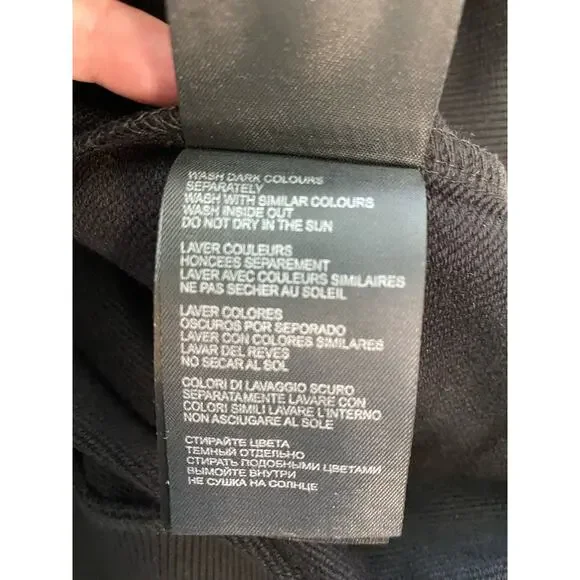 WASH DARK COLOURS
SEPARATELY
WASH WITH SIMILAR COLOURS
WASH INSIDE OUT
DO NOT DRY IN THE SUN
LAVER COULEURS
HONCEES SEPAREMENT
LAVER AVEC COULEURS SIMILAIRES
NE PAS SECHER AU SOLEIL
LAVER COLORES
OSCUROS POR SEPORADO
LAVER CON COLORES SIMILARES
LAVAR DEL REVES
NO SECAR AL SOL
COLORI DI LAVAGGIO SCURO
SEPARATAMENTE LAVARE CON
COLORI SIMILI LAVARE L'INTERNO
NON ASCIUGARE AL SOLE
СТИРАЙТЕ ЦВЕТА
ТЕМНЫЙ ОТДЕЛЬНО
СТИРАТЬ ПОДОБНЫМИ ЦВЕТАМИ
ВЫМОЙТЕ ВНУТРИ
НЕ СУШКА НА СОЛНЦЕ